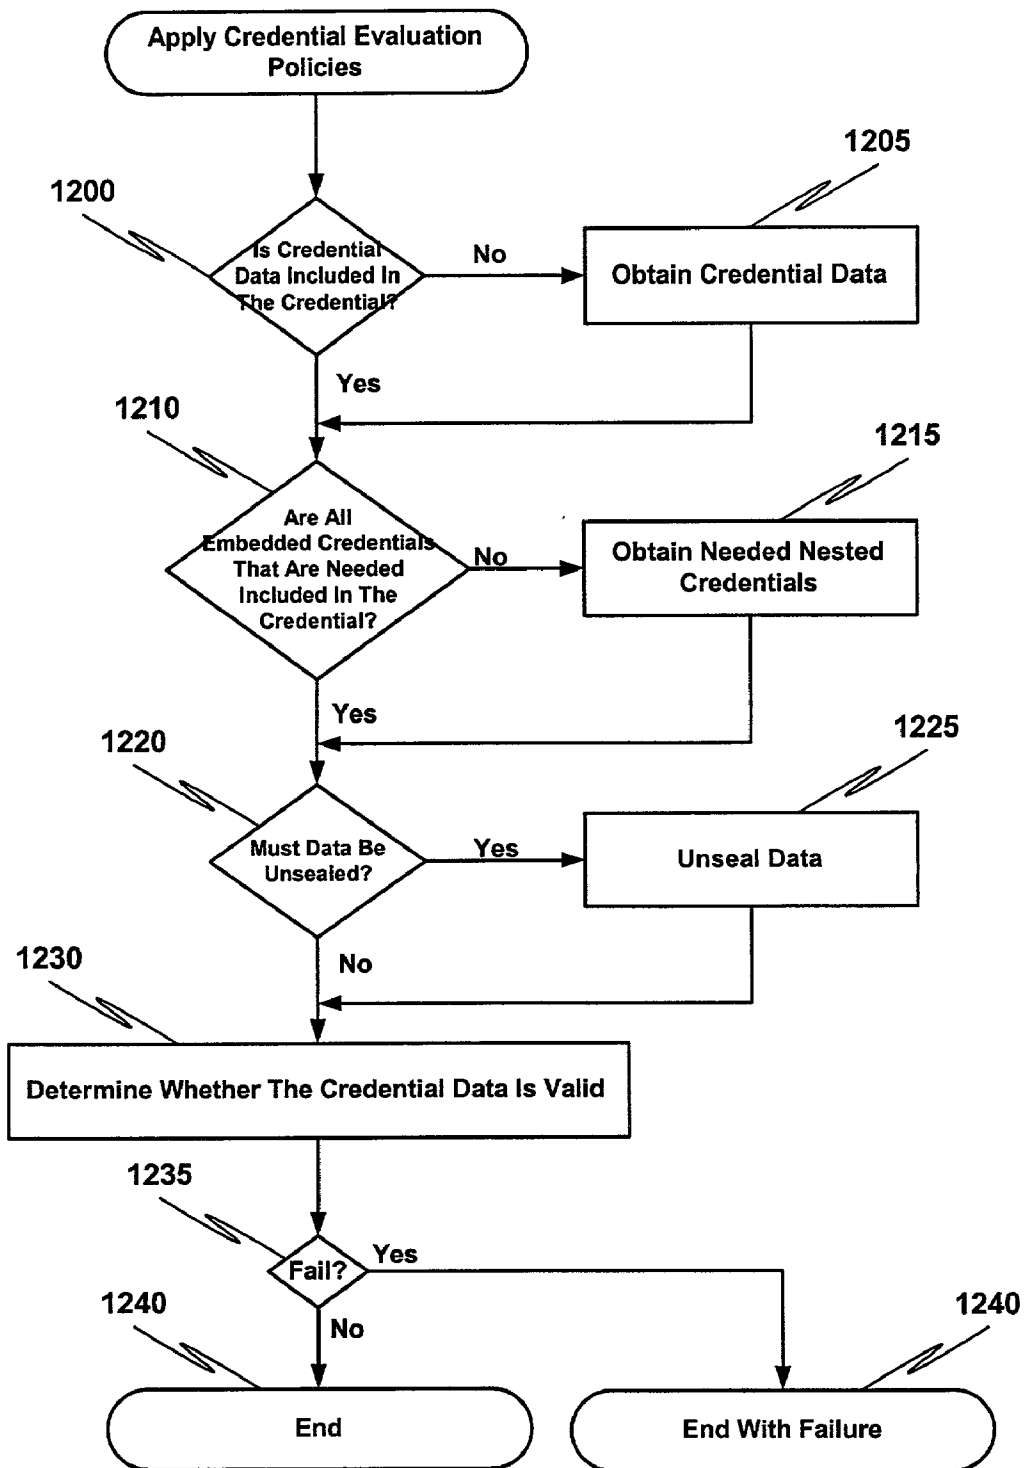 Apply Credential Evaluation
Policies
1205
1200
Is Credential
Data Included In
The Credential?
No
Obtain Credential Data
Yes
1210
1215
Are All
Embedded Credentials
That Are Needed
Included In The
Credential?
No
Obtain Needed Nested
Credentials
Yes
1220
1225
Must Data Be
Unsealed?
Yes
Unseal Data
No
1230
Determine Whether The Credential Data Is Valid
1235
Fail?
Yes
No
1240
1240
End
End With Failure